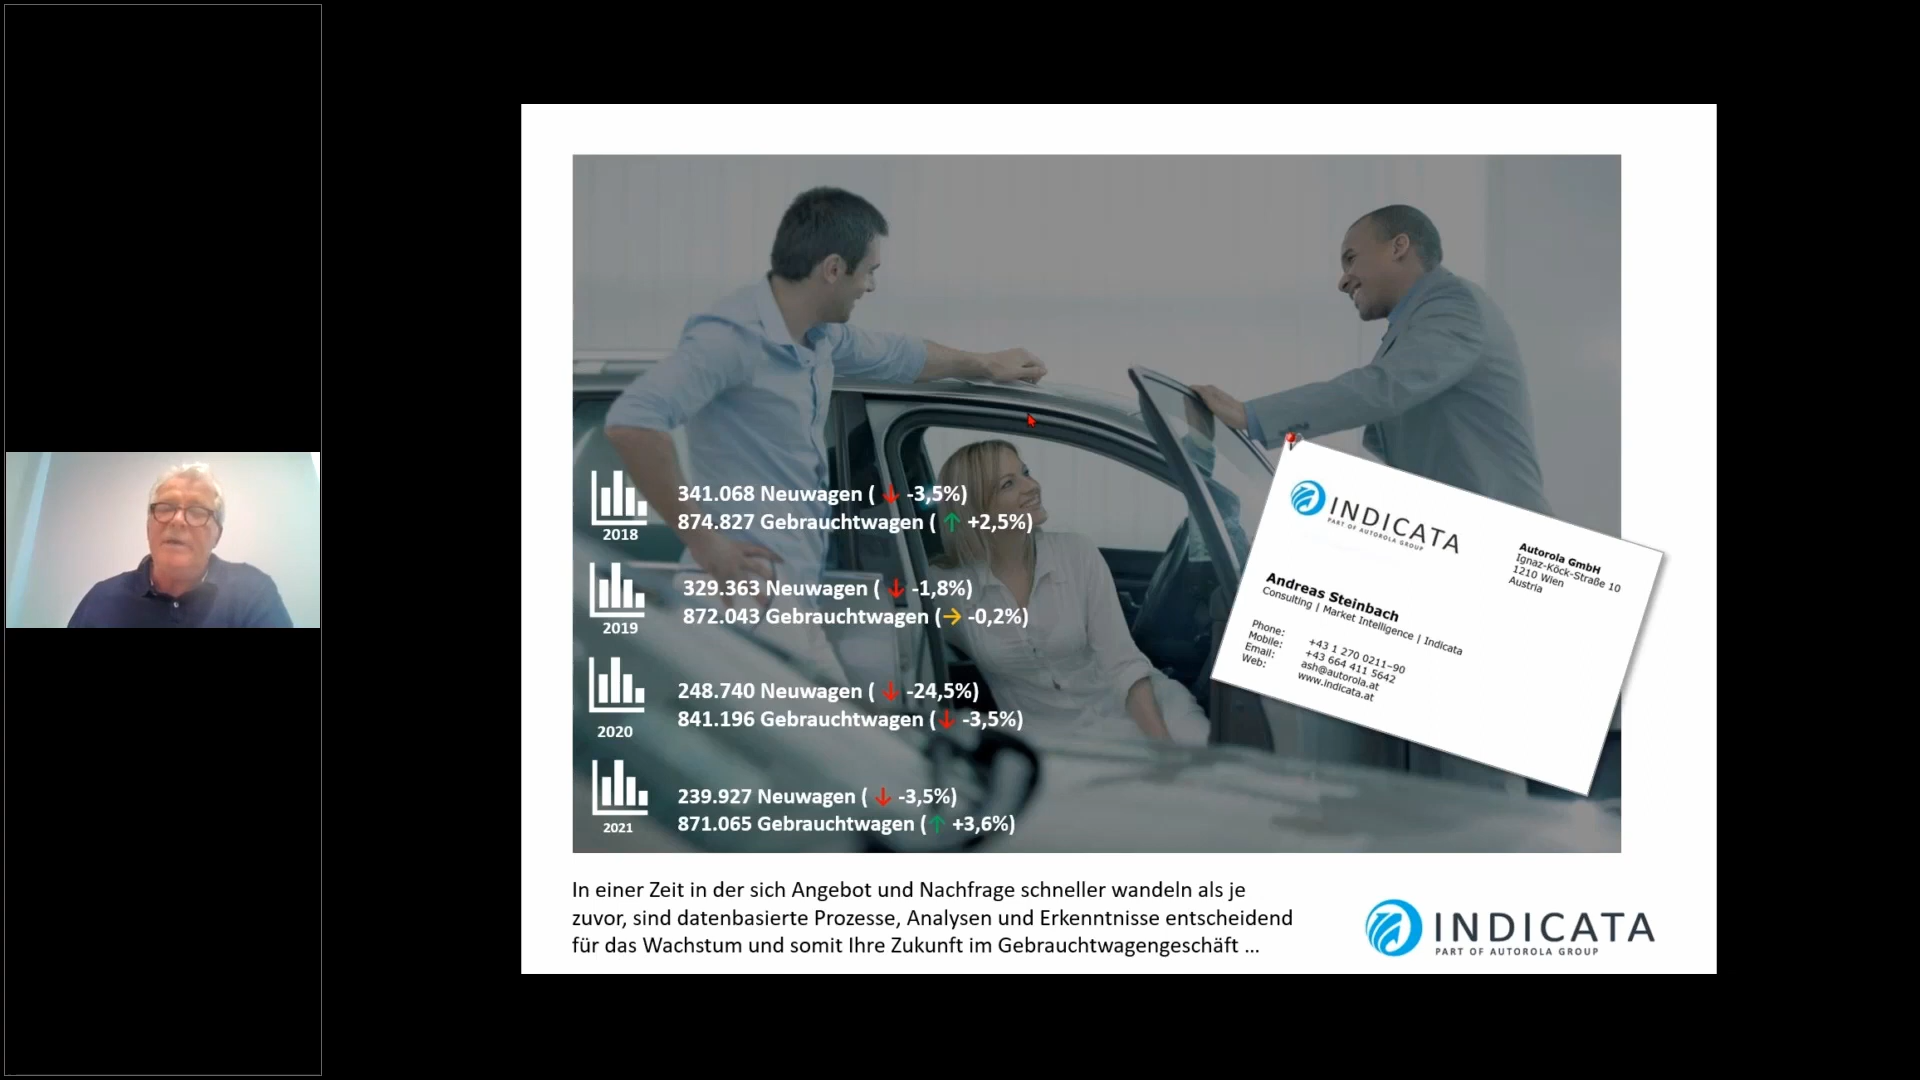 341.068 Neuwagen ( ↓ -3,5%)
874.827 Gebrauchtwagen ( ↑ +2,5%)
2018
329.363 Neuwagen ( ↓ -1,8%)
872.043 Gebrauchtwagen (→ -0,2%)
2019
248.740 Neuwagen ( ↓ -24,5%)
841.196 Gebrauchtwagen (↓ -3,5%)
2020
239.927 Neuwagen ( ↓ -3,5%)
871.065 Gebrauchtwagen (↑ +3,6%)
2021
INDICATA
PART OF AUTOROLA GROUP
Autorola GmbH
Ignaz-Köck-Straße 10
1210 Wien
Austria
Andreas Steinbach
Consulting | Market Intelligence | Indicata
Phone: +43 1 270 0211-90
Mobile: +43 664 411 5642
Email: ash@autorola.at
Web: www.indicata.at
In einer Zeit in der sich Angebot und Nachfrage schneller wandeln als je
zuvor, sind datenbasierte Prozesse, Analysen und Erkenntnisse entscheidend
für das Wachstum und somit Ihre Zukunft im Gebrauchtwagengeschäft ...
INDICATA
PART OF AUTOROLA GROUP